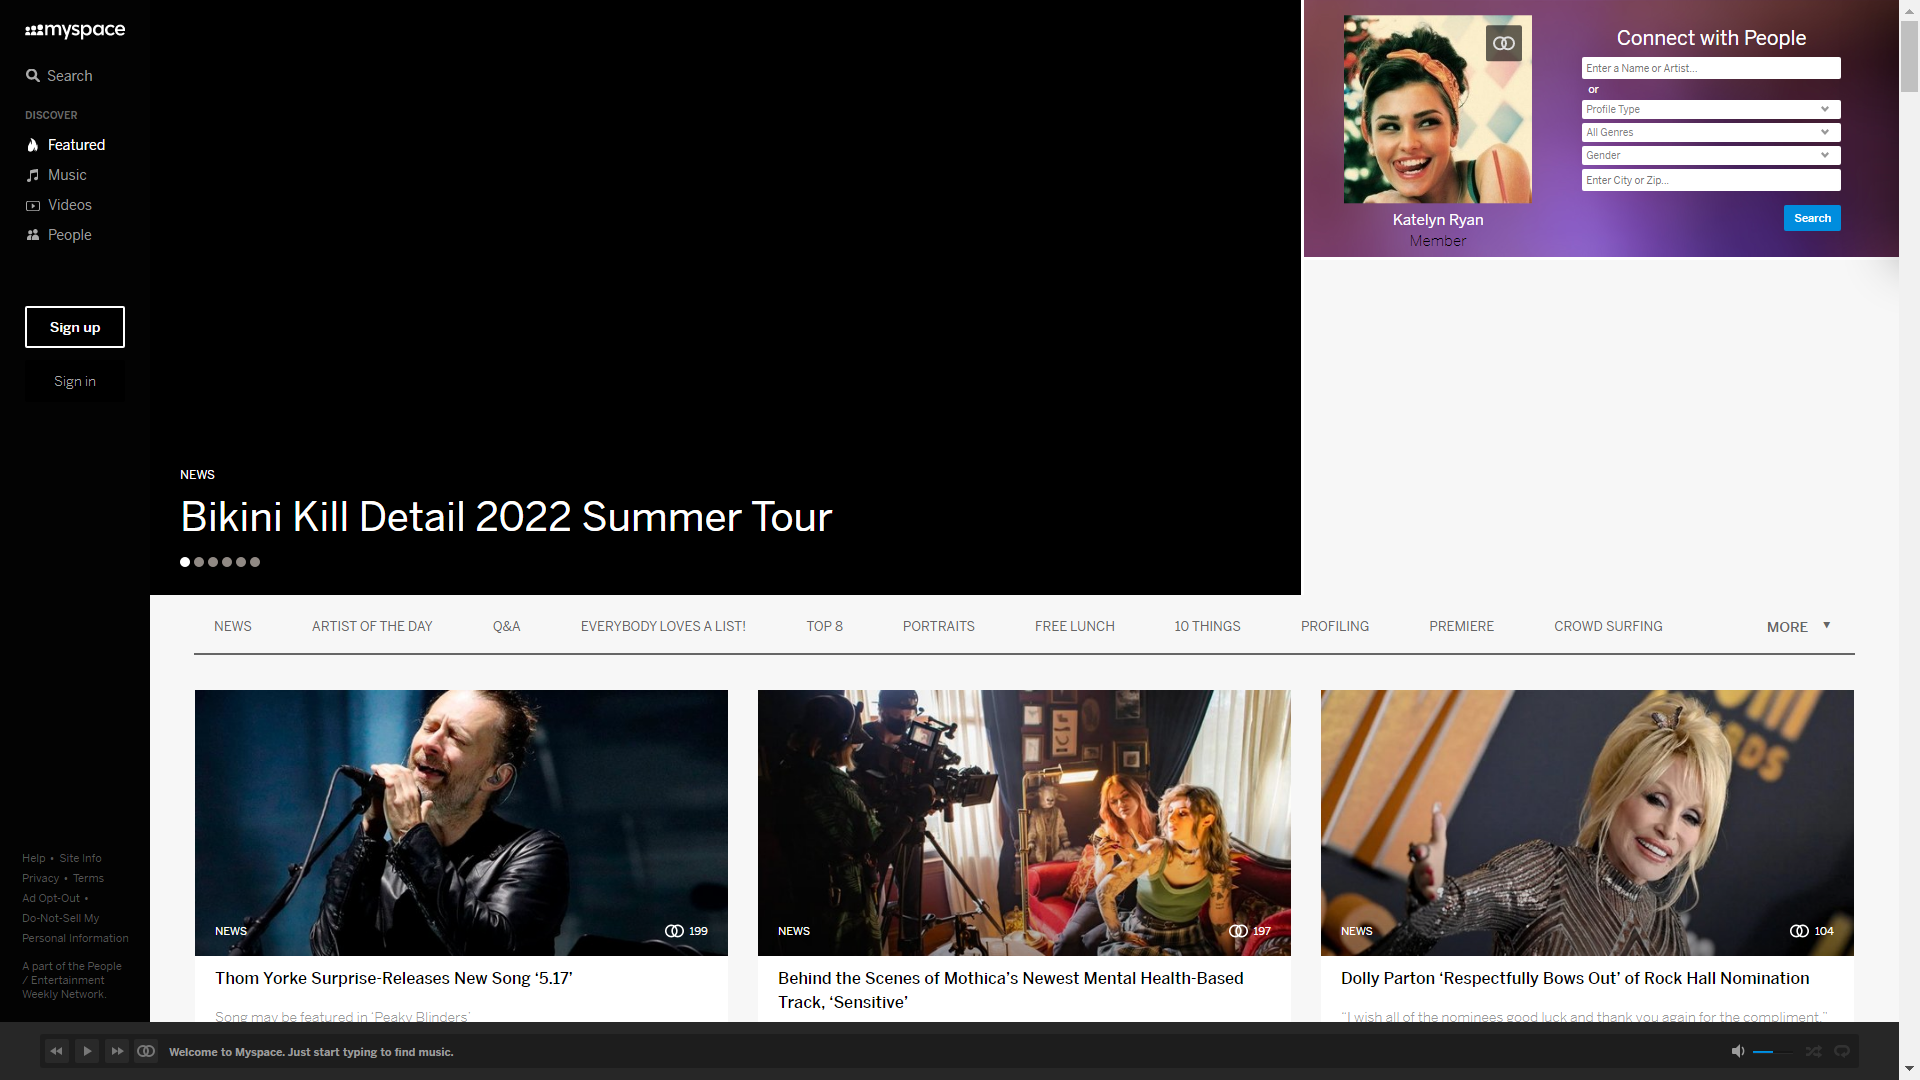 myspace
Search
DISCOVER
Featured
Music
Videos
People
Sign up
Sign in
Help • Site Info
Privacy • Terms
Ad Opt-Out •
Do-Not-Sell My
Personal Information
A part of the People
/ Entertainment
Weekly Network.
NEWS
Bikini Kill Detail 2022 Summer Tour
Katelyn Ryan
Member
Connect with People
Enter a Name or Artist...
or
Profile Type
All Genres
Gender
Enter City or Zip...
Search
NEWS ARTIST OF THE DAY Q&A EVERYBODY LOVES A LIST! TOP 8 PORTRAITS FREE LUNCH 10 THINGS PROFILING PREMIERE CROWD SURFING MORE
NEWS 199
Thom Yorke Surprise-Releases New Song ‘5.17’
Song may be featured in 'Peaky Blinders'
NEWS 197
Behind the Scenes of Mothica’s Newest Mental Health-Based
Track, ‘Sensitive’
NEWS 104
Dolly Parton ‘Respectfully Bows Out’ of Rock Hall Nomination
“I wish all of the nominees good luck and thank you again for the compliment.”
Welcome to Myspace. Just start typing to find music.